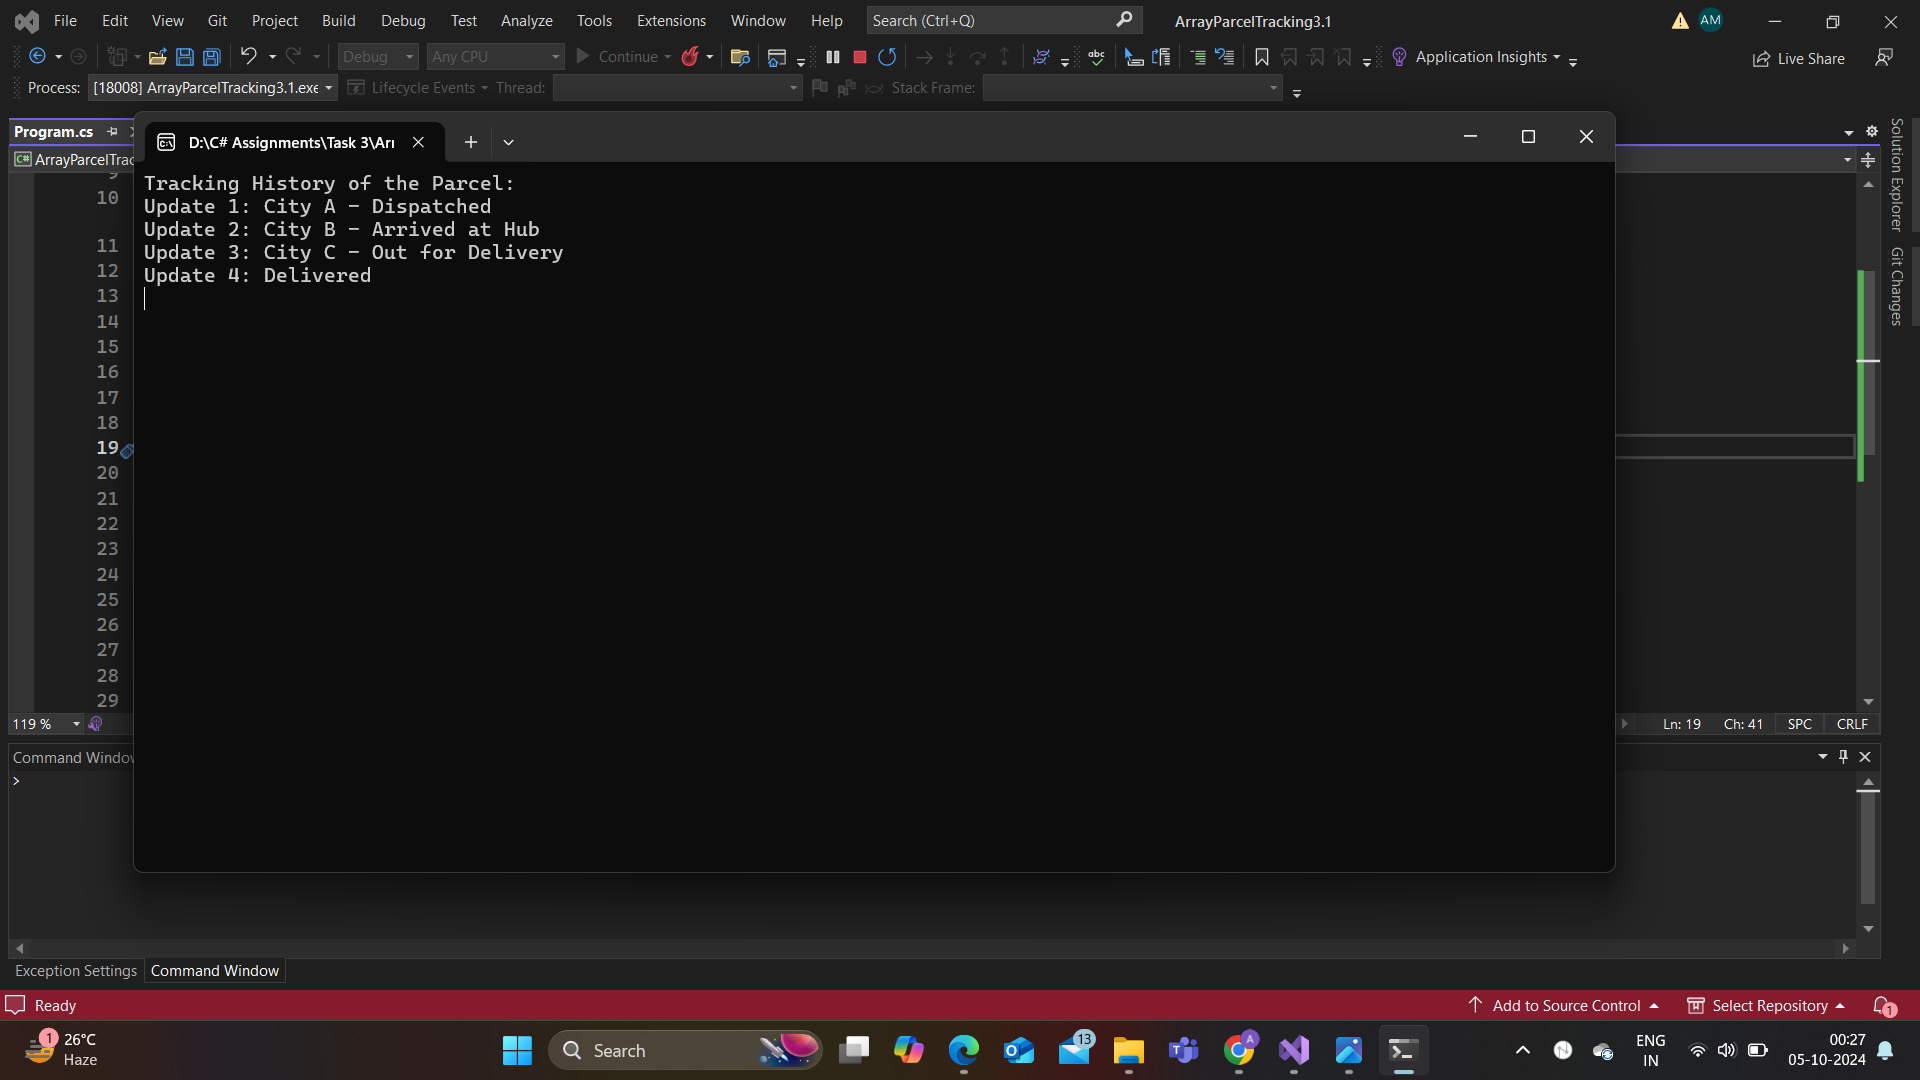 File Edit View Git Project Build Debug Test Analyze Tools Extensions Window Help Search (Ctrl+Q) ArrayParcelTracking3.1 AM
Debug Any CPU Continue abc Application Insights Live Share
Process: [18008] ArrayParcelTracking3.1.exe Lifecycle Events Thread: Stack Frame:
Program.cs
D:\C# Assignments\Task 3\Arr
C# ArrayParcelTrac
Tracking History of the Parcel:
Update 1: City A - Dispatched
Update 2: City B - Arrived at Hub
Update 3: City C - Out for Delivery
Update 4: Delivered
9
10
11
12
13
14
15
16
17
18
19
20
21
22
23
24
25
26
27
28
29
Solution Explorer
Git Changes
119 % Ln: 19 Ch: 41 SPC CRLF
Command Window
>
Exception Settings Command Window
Ready Add to Source Control Select Repository 1
1 26°C
Haze
Search
13
A
ENG
IN
00:27
05-10-2024